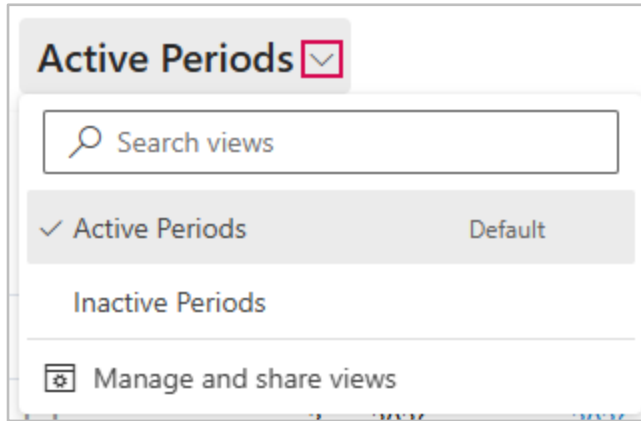 Active Periods
Search views
Active Periods Default
Inactive Periods
Manage and share views